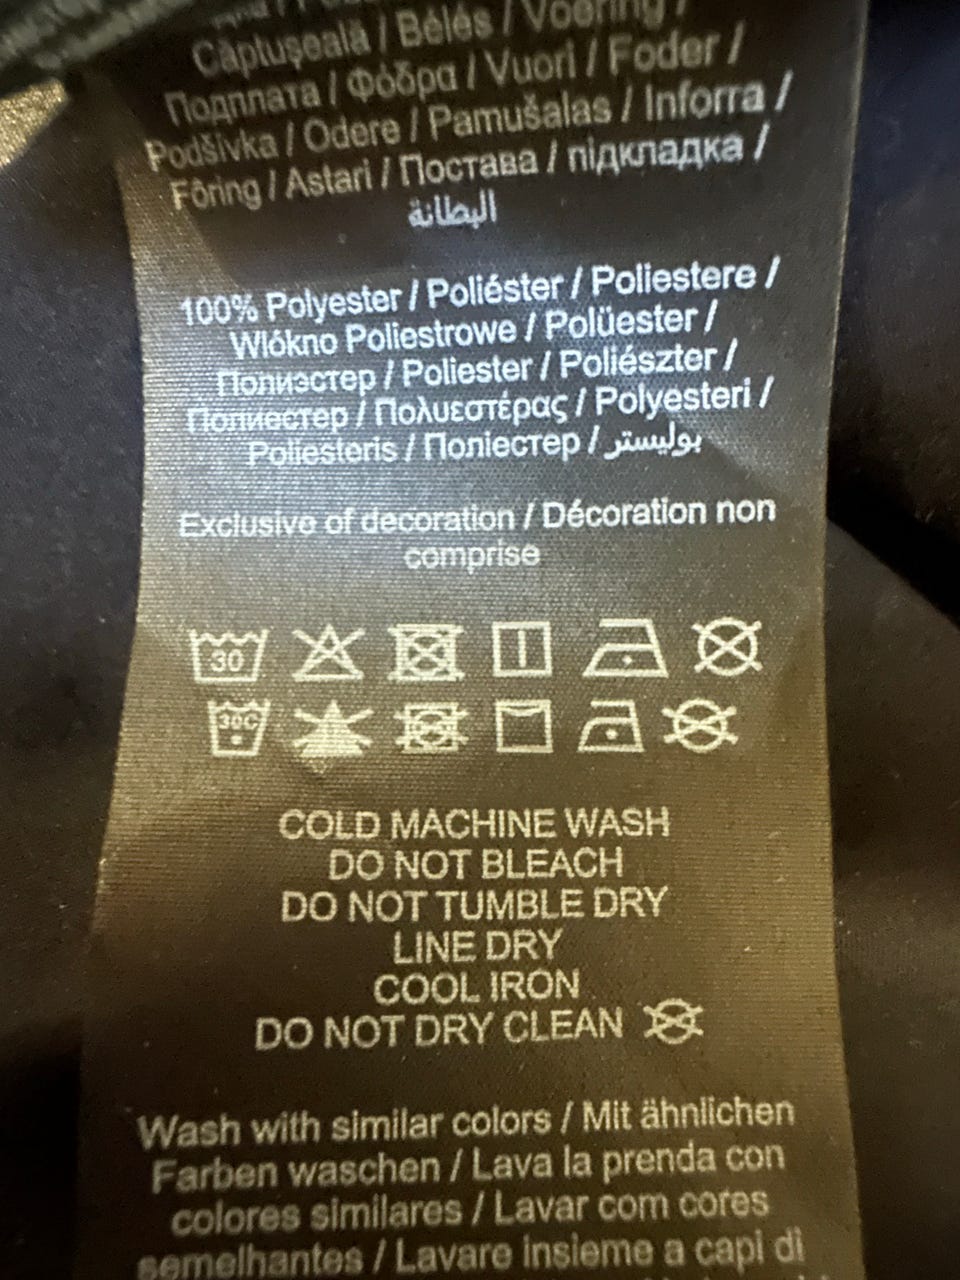 Căptuşeală / Bélés / Voering /
Подплата / Φόδρα / Vuori / Foder /
Podšívka / Odere / Pamušalas / Inforra /
Fôring / Astari / Постава / підкладка /
البطانة
100% Polyester / Poliéster / Poliestere /
Wlókno Poliestrowe / Polüester /
Полиэстер / Poliester / Poliészter /
Полиестер / Πολυεστέρας / Polyesteri /
Poliesteris / Поліестер / بوليستر
Exclusive of decoration / Décoration non
comprise
30
30C
COLD MACHINE WASH
DO NOT BLEACH
DO NOT TUMBLE DRY
LINE DRY
COOL IRON
DO NOT DRY CLEAN
Wash with similar colors / Mit ähnlichen
Farben waschen / Lava la prenda con
colores similares / Lavar com cores
semelhantes / Lavare insieme a capi di